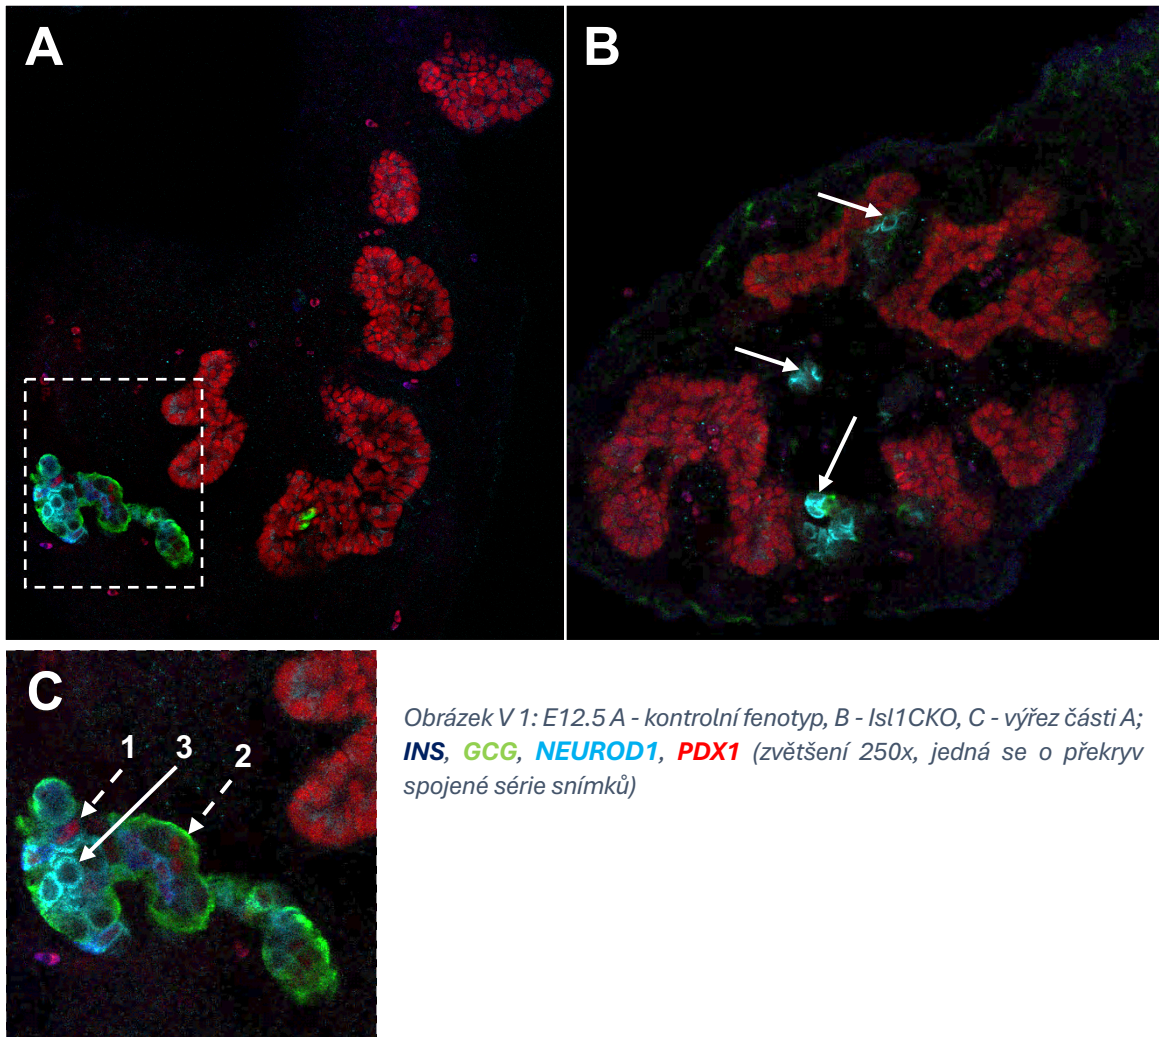 A
B
C
1
3
2
Obrázek V 1: E12.5 A - kontrolní fenotyp, B - Isl1CKO, C - výřez části A;
INS, GCG, NEUROD1, PDX1 (zvětšení 250x, jedná se o překryv
spojené série snímků)